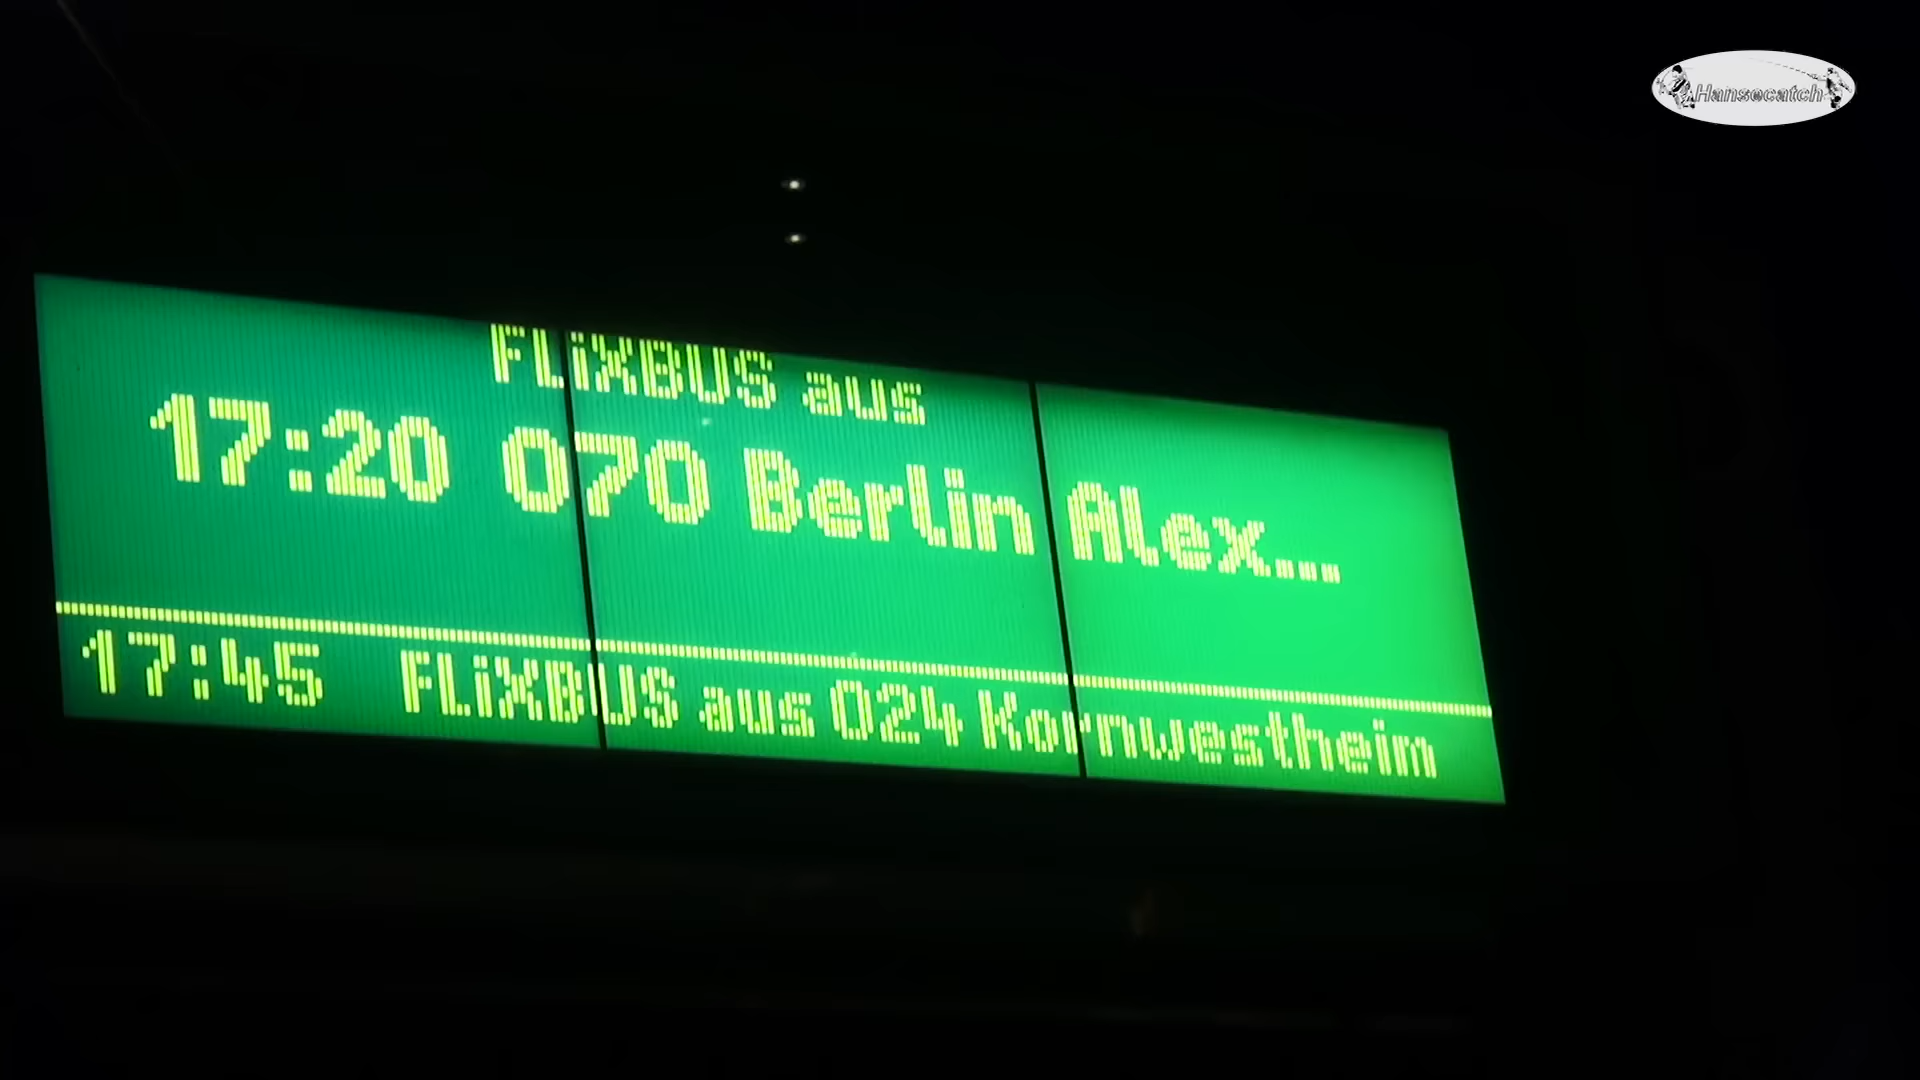 Hansecatch
FLiXBUS aus
17:20 070 Berlin Alex...
17:45 FLiXBUS aus 024 Kornwestheim